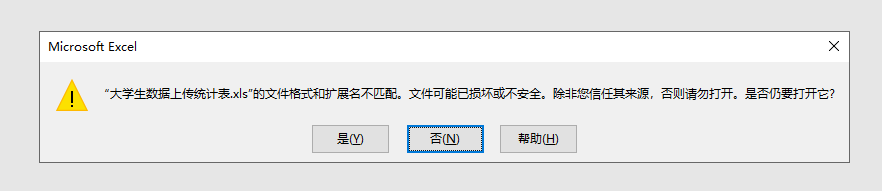 Microsoft Excel
“大学生数据上传统计表.xls”的文件格式和扩展名不匹配。文件可能已损坏或不安全。除非您信任其来源，否则请勿打开。是否仍要打开它?
是(Y)
否(N)
帮助(H)